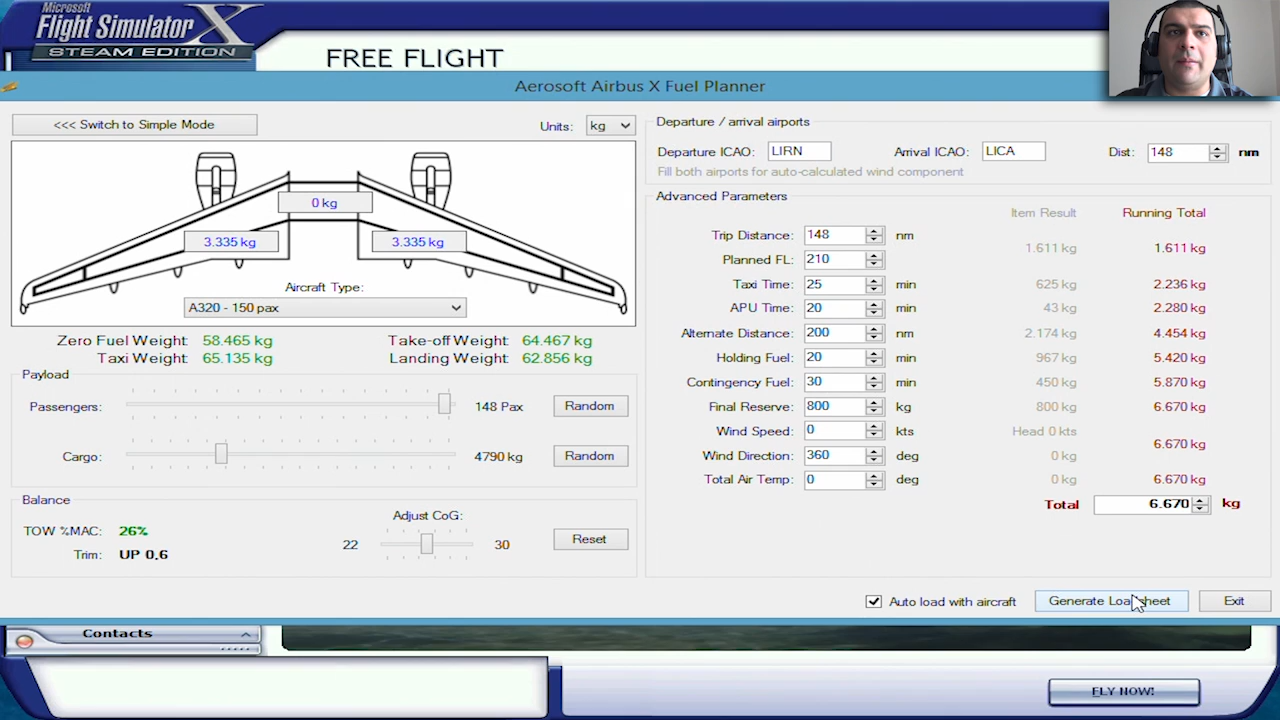 Microsoft
Flight Simulator X
STEAM EDITION
FREE FLIGHT
Aerosoft Airbus X Fuel Planner
<<< Switch to Simple Mode
Units: kg
0 kg
3.335 kg 3.335 kg
Aircraft Type:
A320 - 150 pax
Zero Fuel Weight: 58.465 kg Take-off Weight: 64.467 kg
Taxi Weight: 65.135 kg Landing Weight: 62.856 kg
Payload
Passengers: 148 Pax Random
Cargo: 4790 kg Random
Balance
TOW %MAC: 26%
Trim: UP 0.6
Adjust CoG:
22 30 Reset
Departure / arrival airports
Departure ICAO: LIRN Arrival ICAO: LICA Dist: 148 nm
Fill both airports for auto-calculated wind component
Advanced Parameters
Item Result Running Total
Trip Distance: 148 nm
1.611 kg 1.611 kg
Planned FL: 210
Taxi Time: 25 min 625 kg 2.236 kg
APU Time: 20 min 43 kg 2.280 kg
Alternate Distance: 200 nm 2.174 kg 4.454 kg
Holding Fuel: 20 min 967 kg 5.420 kg
Contingency Fuel: 30 min 450 kg 5.870 kg
Final Reserve: 800 kg 800 kg 6.670 kg
Wind Speed: 0 kts Head 0 kts
6.670 kg
Wind Direction: 360 deg 0 kg
Total Air Temp: 0 deg 0 kg 6.670 kg
Total 6.670 kg
Auto load with aircraft Generate Loadsheet Exit
Contacts
FLY NOW!